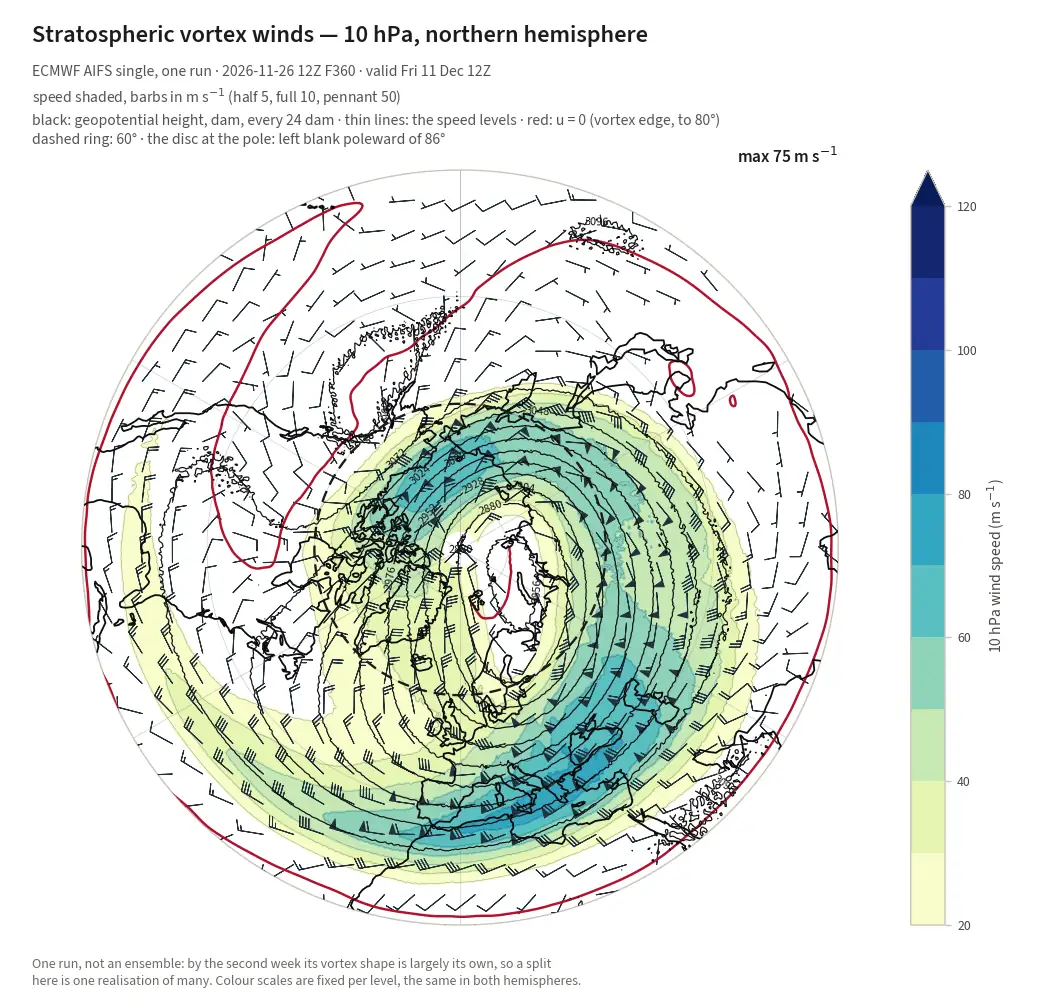 Stratospheric vortex winds — 10 hPa, northern hemisphere
ECMWF AIFS single, one run · 2026-11-26 12Z F360 · valid Fri 11 Dec 12Z
speed shaded, barbs in m s⁻¹ (half 5, full 10, pennant 50)
black: geopotential height, dam, every 24 dam · thin lines: the speed levels · red: u = 0 (vortex edge, to 80°)
dashed ring: 60° · the disc at the pole: left blank poleward of 86°
max 75 m s⁻¹
120
100
80
60
40
20
10 hPa wind speed (m s⁻¹)
3096
3048
3072
2928
2880
2976
One run, not an ensemble: by the second week its vortex shape is largely its own, so a split
here is one realisation of many. Colour scales are fixed per level, the same in both hemispheres.